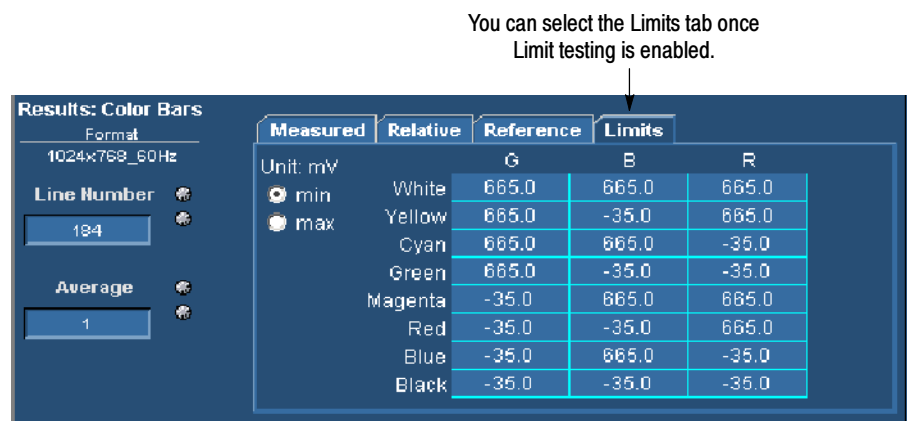 You can select the Limits tab once
Limit testing is enabled.
Results: Color Bars
Format
1024x768_60Hz
Line Number
184
Average
1
Measured Relative Reference Limits
Unit: mV
min
max
G B R
White 665.0 665.0 665.0
Yellow 665.0 -35.0 665.0
Cyan 665.0 665.0 -35.0
Green 665.0 -35.0 -35.0
Magenta -35.0 665.0 665.0
Red -35.0 -35.0 665.0
Blue -35.0 665.0 -35.0
Black -35.0 -35.0 -35.0